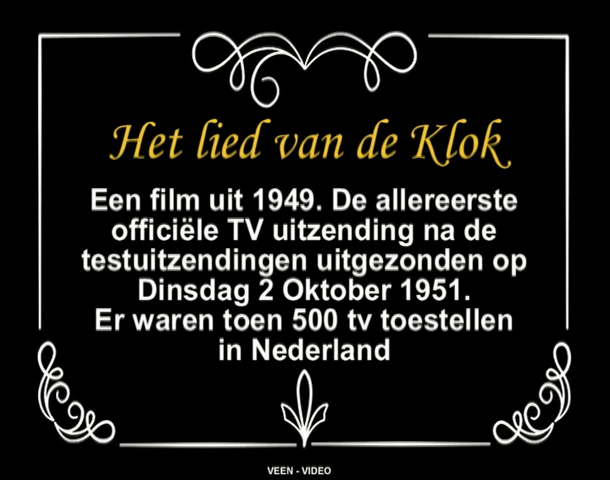 Het lied van de Klok
Een film uit 1949. De allereerste
officiële TV uitzending na de
testuitzendingen uitgezonden op
Dinsdag 2 Oktober 1951.
Er waren toen 500 tv toestellen
in Nederland
VEEN - VIDEO